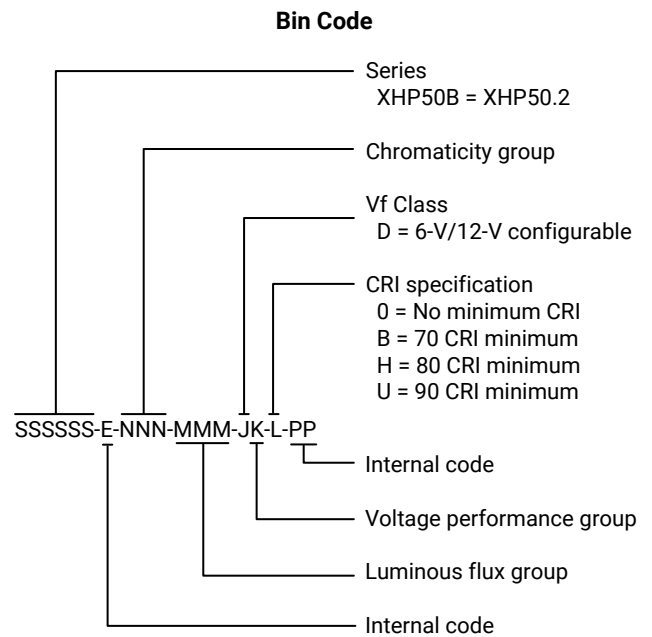 Bin Code
Series
XHP50B = XHP50.2
Chromaticity group
Vf Class
D = 6-V/12-V configurable
CRI specification
0 = No minimum CRI
B = 70 CRI minimum
H = 80 CRI minimum
U = 90 CRI minimum
SSSSSS-E-NNN-MMM-JK-L-PP
Internal code
Voltage performance group
Luminous flux group
Internal code